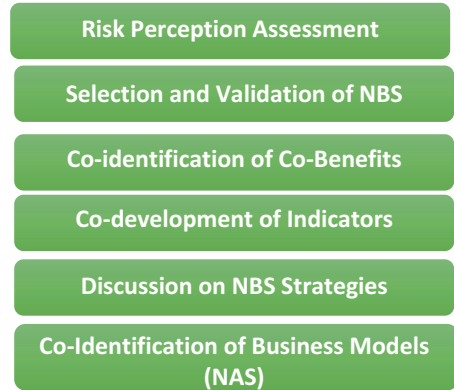 Risk Perception Assessment
Selection and Validation of NBS
Co-identification of Co-Benefits
Co-development of Indicators
Discussion on NBS Strategies
Co-Identification of Business Models
(NAS)